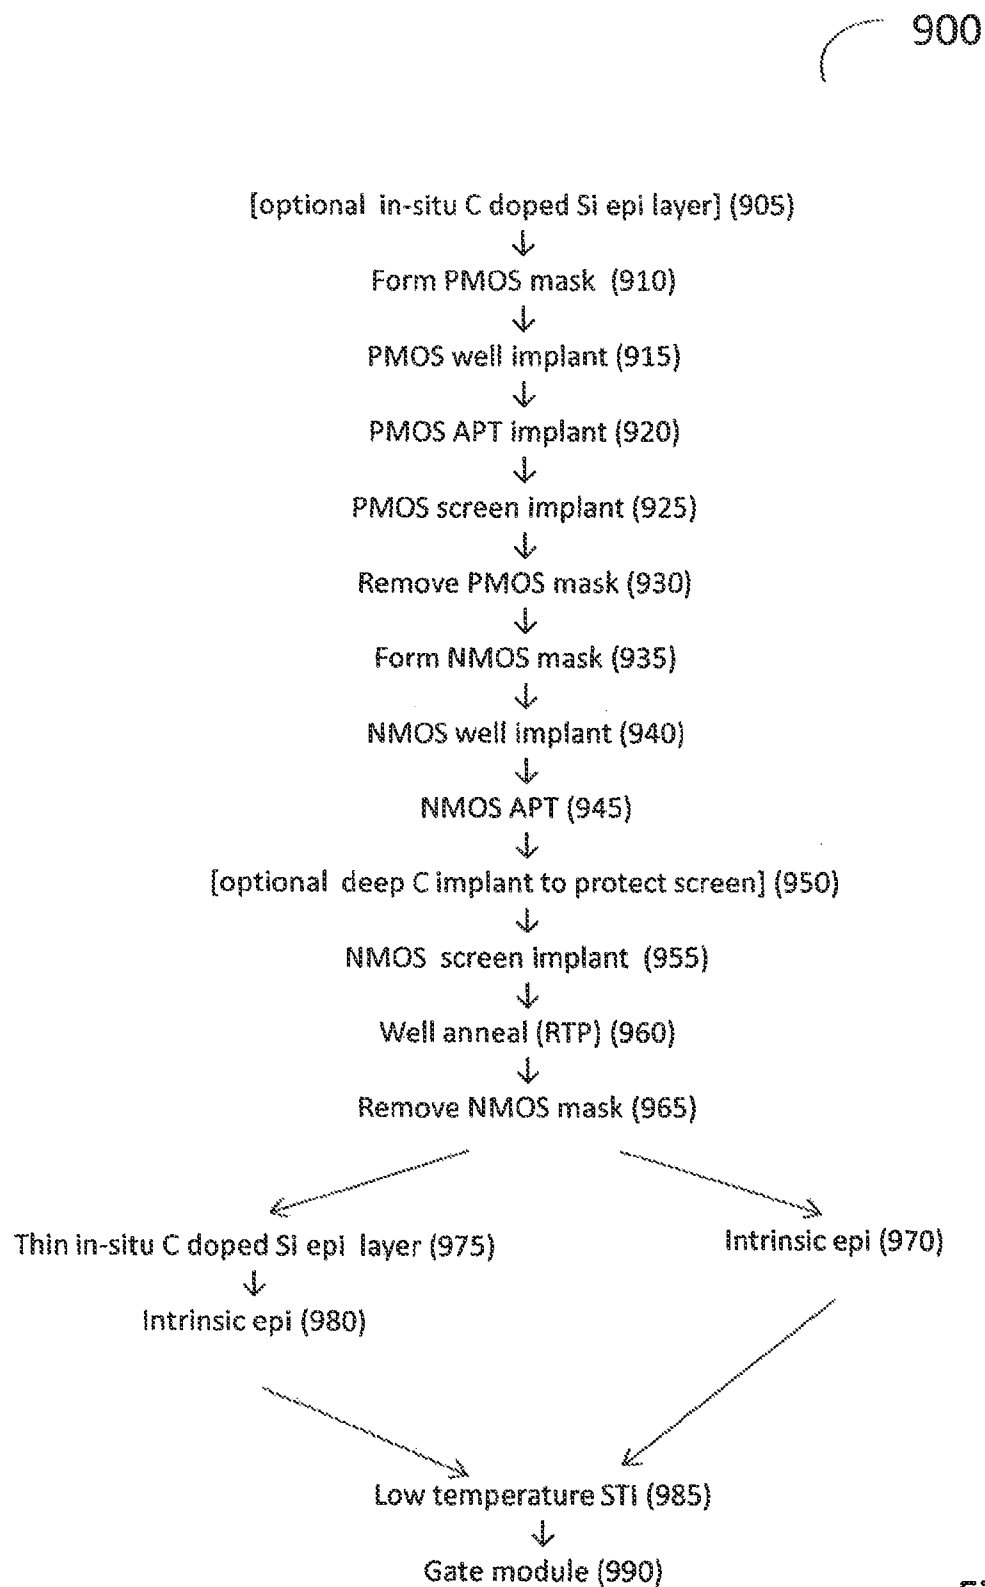 900
[optional in-situ C doped Si epi layer] (905)
Form PMOS mask (910)
PMOS well implant (915)
PMOS APT implant (920)
PMOS screen implant (925)
Remove PMOS mask (930)
Form NMOS mask (935)
NMOS well implant (940)
NMOS APT (945)
[optional deep C implant to protect screen] (950)
NMOS screen implant (955)
Well anneal (RTP) (960)
Remove NMOS mask (965)
Thin in-situ C doped Si epi layer (975)
Intrinsic epi (970)
Intrinsic epi (980)
Low temperature STI (985)
Gate module (990)